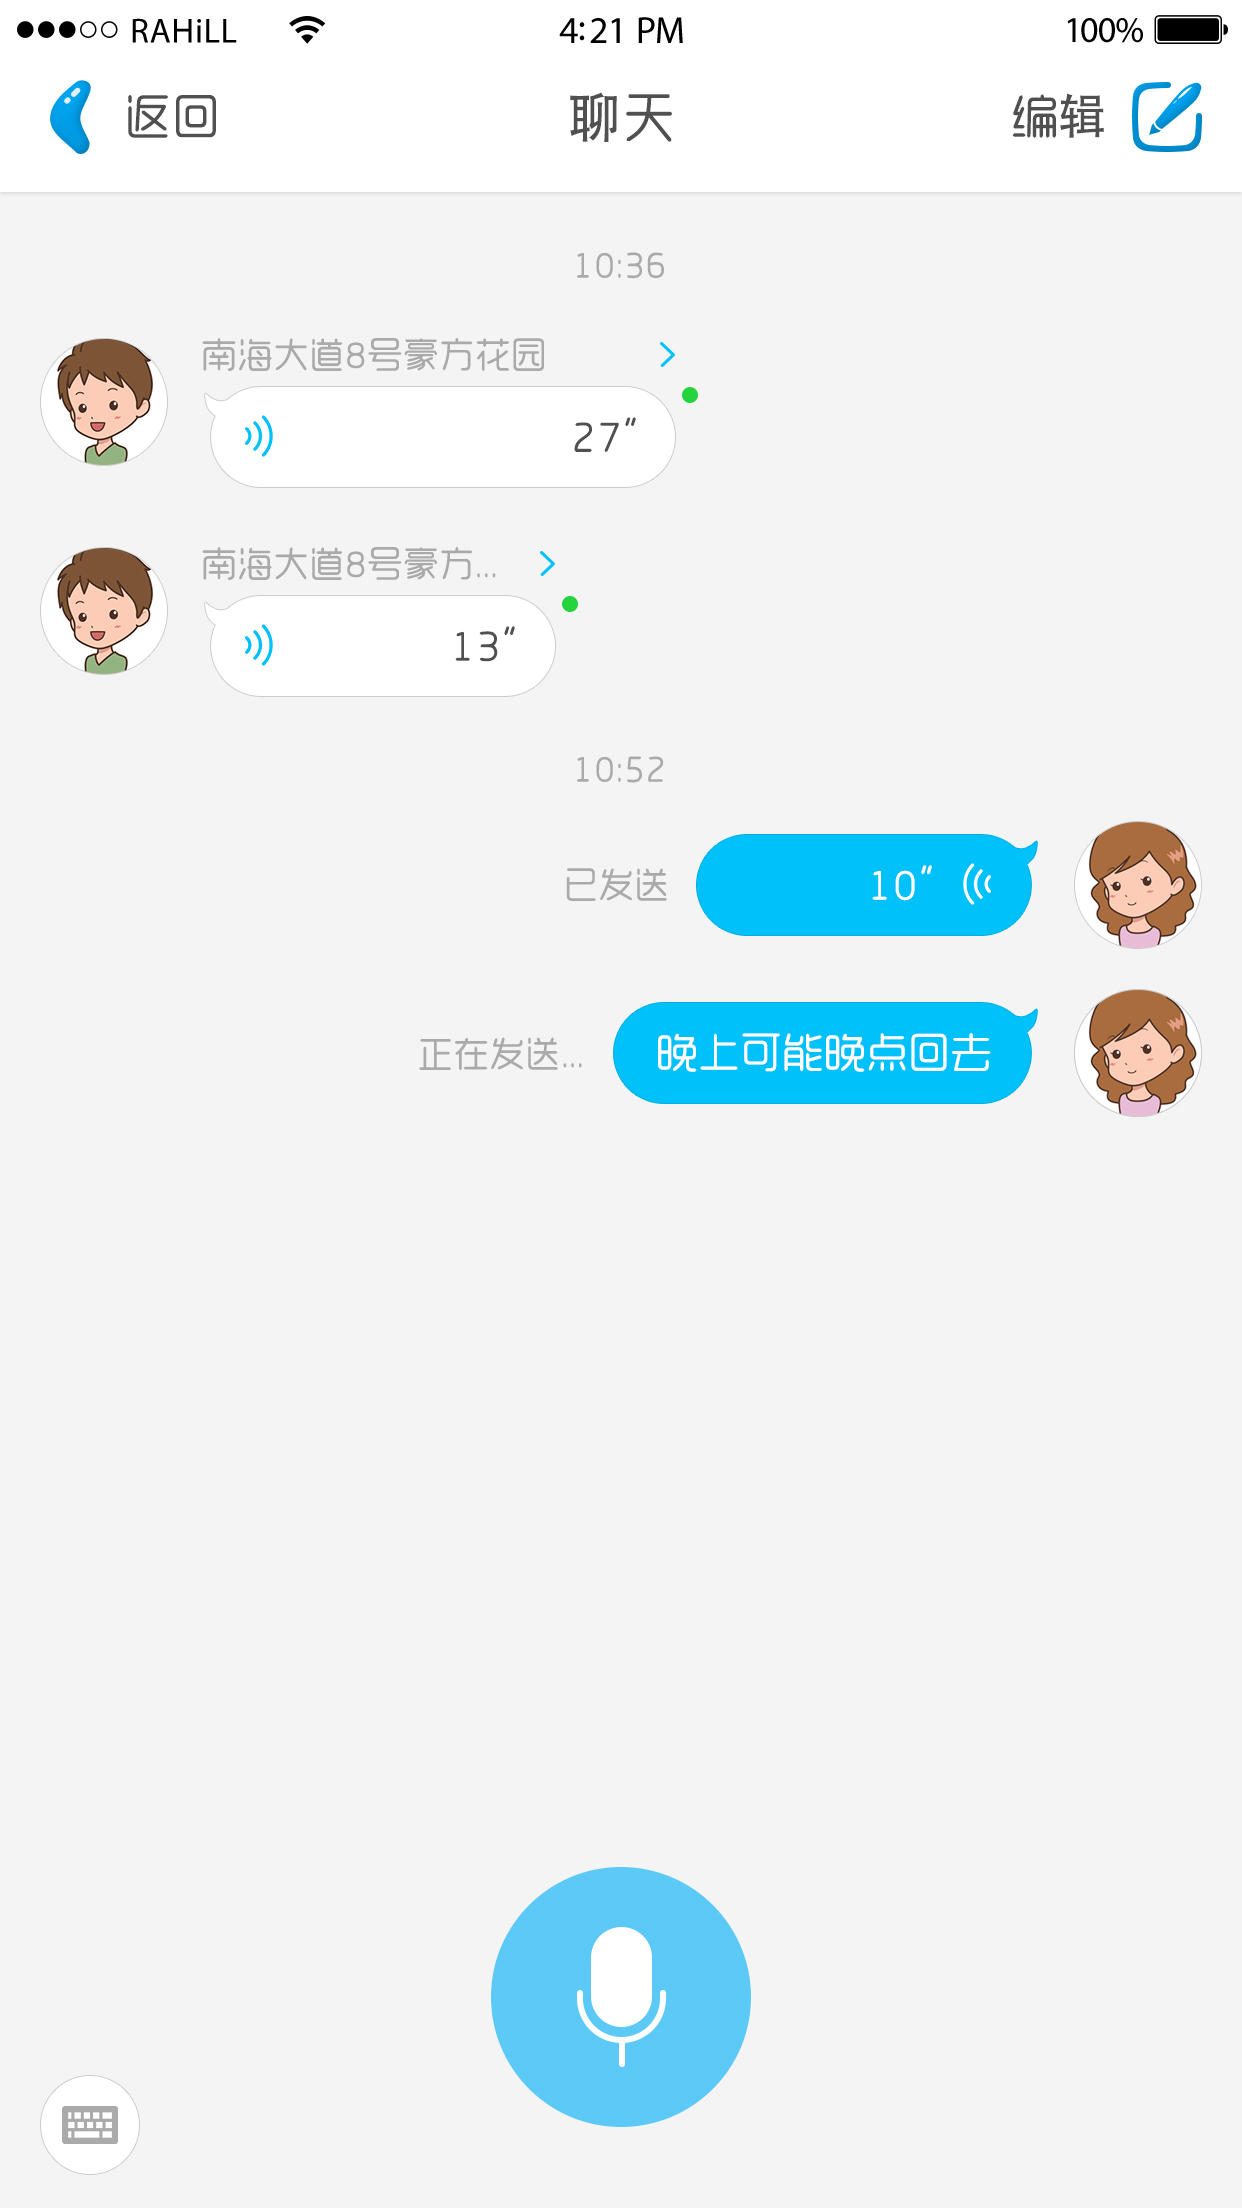 RAHiLL 4:21 PM 100%
返回 聊天 编辑
10:36
南海大道8号豪方花园
27″
南海大道8号豪方...
13″
10:52
已发送 10″
正在发送... 晚上可能晚点回去